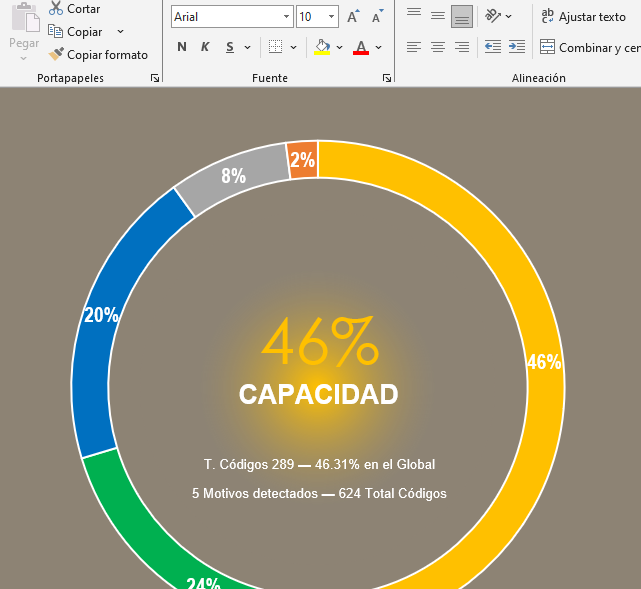 Cortar
Arial
10
Pegar
Copiar
Copiar formato
N K S
Ajustar texto
Combinar y cen
Portapapeles
Fuente
Alineación
2%
8%
20%
46%
46%
CAPACIDAD
T. Códigos 289 — 46.31% en el Global
5 Motivos detectados — 624 Total Códigos
24%